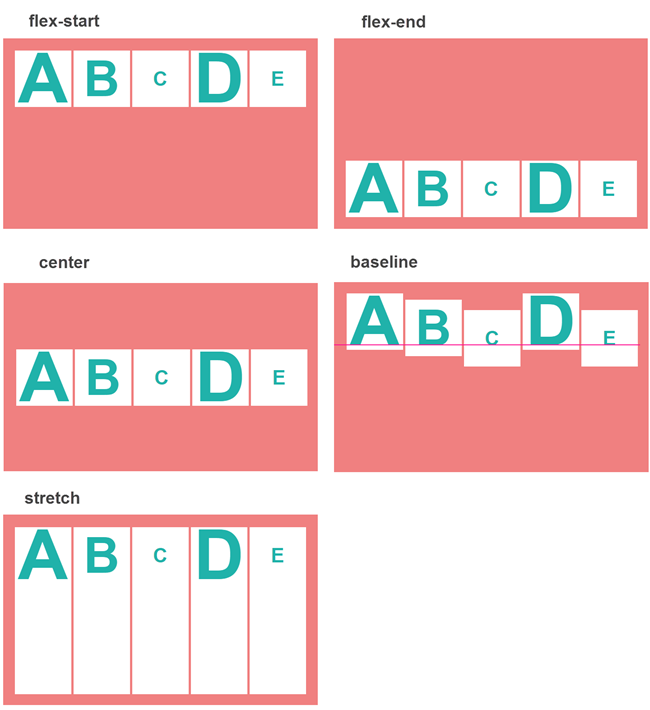 flex-start
A B C D E
flex-end
A B C D E
center
A B C D E
baseline
A B C D E
stretch
A B C D E